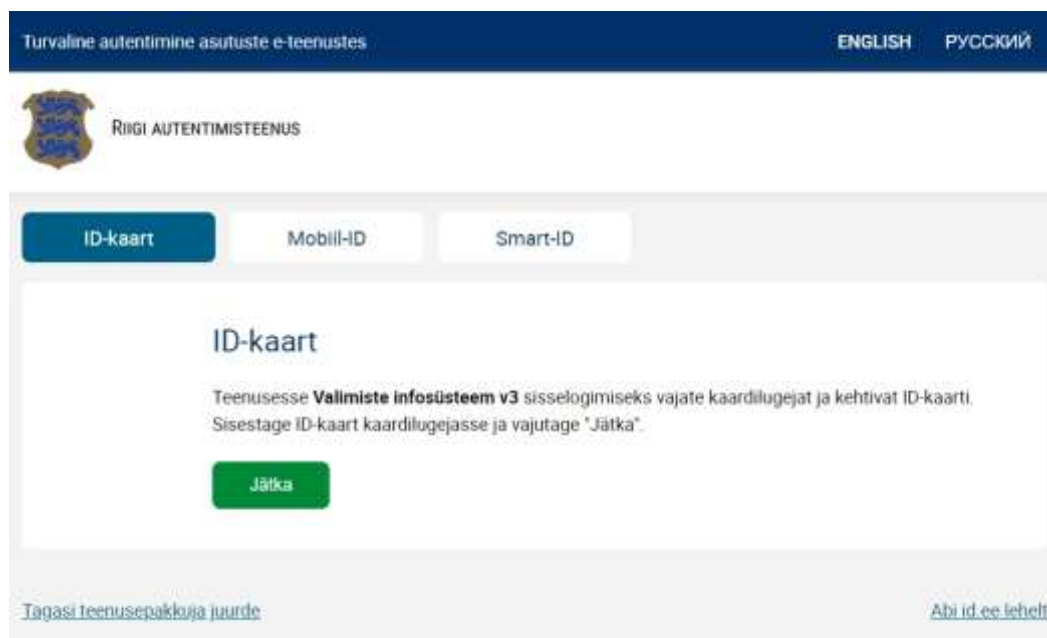 Turvaline autentimine asutuste e-teenustes
ENGLISH РУССКИЙ
RIIGI AUTENTIMISTEENUS
ID-kaart Mobiil-ID Smart-ID
ID-kaart
Teenusesse Valimiste infosüsteem v3 sisselogimiseks vajate kaardilugejat ja kehtivat ID-kaarti.
Sisestage ID-kaart kaardilugejasse ja vajutage "Jätka".
Jätka
Tagasi teenusepakkuja juurde
Abi id.ee lehelt